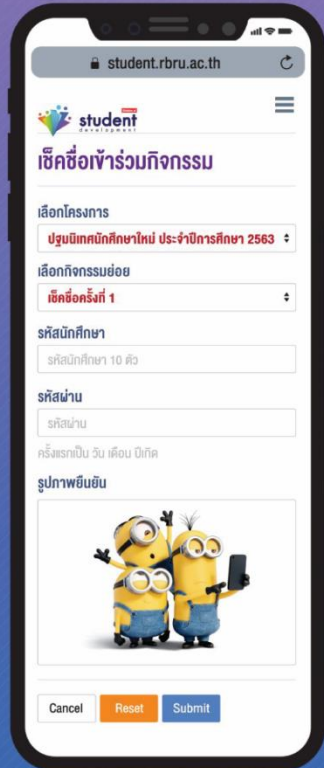 student.rbru.ac.th
student
development
เช็คชื่อเข้าร่วมกิจกรรม
เลือกโครงการ
ปฐมนิเทศนักศึกษาใหม่ ประจำปีการศึกษา 2563
เลือกกิจกรรมย่อย
เช็คชื่อครั้งที่ 1
รหัสนักศึกษา
รหัสนักศึกษา 10 ตัว
รหัสผ่าน
รหัสผ่าน
ครั้งแรกเป็น วัน เดือน ปีเกิด
รูปภาพยืนยัน
Cancel
Reset
Submit